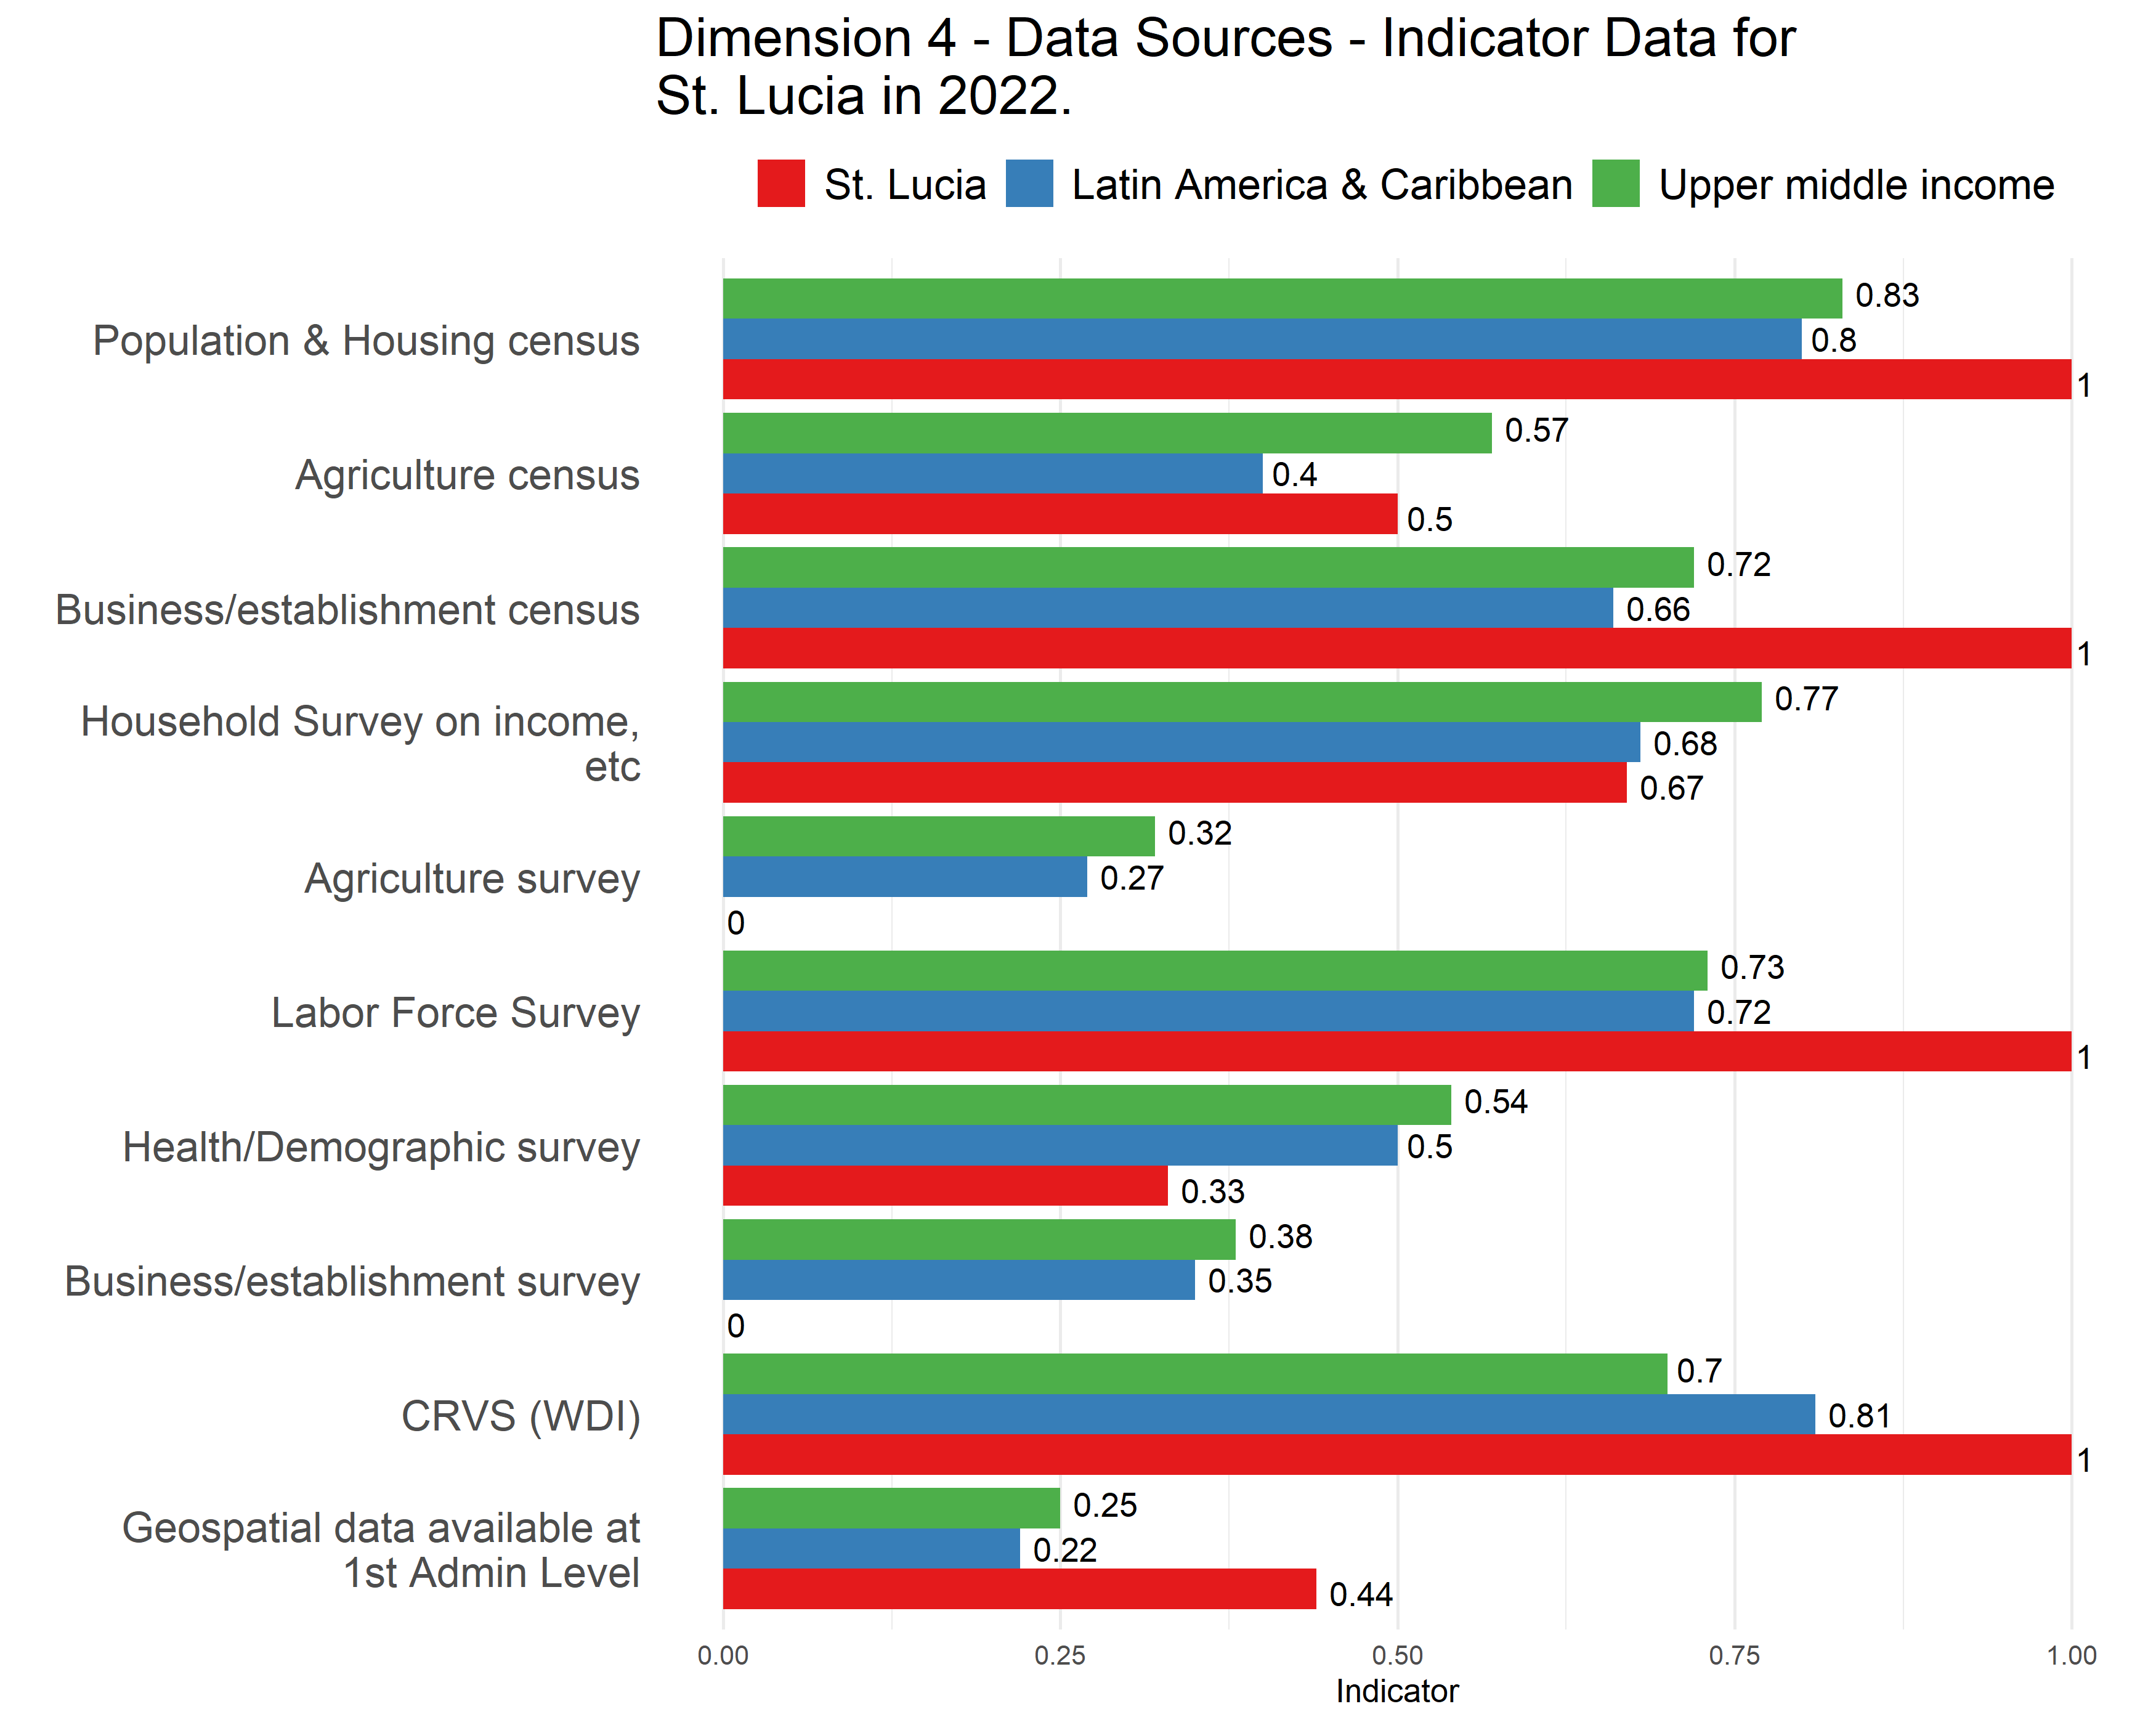 Dimension 4 - Data Sources - Indicator Data for
St. Lucia in 2022.
St. Lucia Latin America & Caribbean Upper middle income
Population & Housing census
0.83
0.8
1
Agriculture census
0.57
0.4
0.5
Business/establishment census
0.72
0.66
1
Household Survey on income,
etc
0.77
0.68
0.67
Agriculture survey
0.32
0.27
0
Labor Force Survey
0.73
0.72
1
Health/Demographic survey
0.54
0.5
0.33
Business/establishment survey
0.38
0.35
0
CRVS (WDI)
0.7
0.81
1
Geospatial data available at
1st Admin Level
0.25
0.22
0.44
0.00 0.25 0.50 0.75 1.00
Indicator